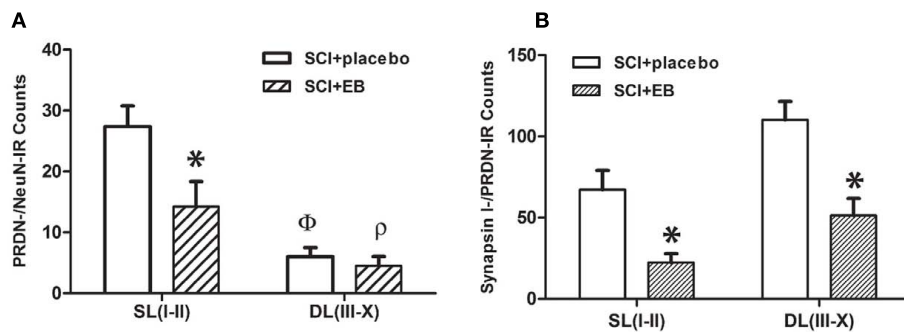 A
PRDN-/NeuN-IR Counts
40
30
20
10
0
SCI+placebo
SCI+EB
*
Φ
ρ
SL(I-II)
DL(III-X)
B
Synapsin I-/PRDN-IR Counts
150
100
50
0
SCI+placebo
SCI+EB
*
*
SL(I-II)
DL(III-X)